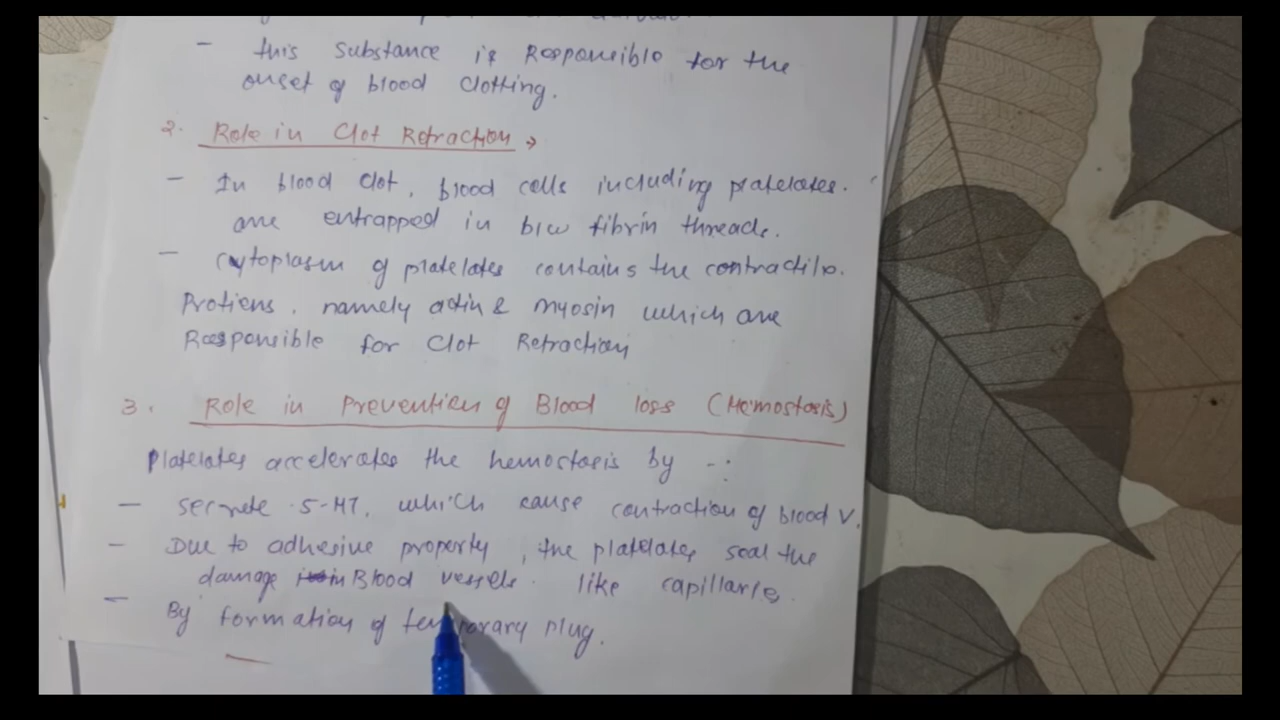 - this substance is Responsible for the
onset of blood clotting.
2. Role in Clot Retraction →
- In blood clot, blood cells including platelates.
are entrapped in b/w fibrin threads.
- Cytoplasm of platelates contains the contractile.
Protiens, namely actin & myosin which are
Responsible for Clot Retraction
3. Role in Prevention of Blood loss (Hemostasis)
Platelates accelerates the hemostasis by -:
- secrete 5-HT, which cause contraction of blood V.
- Due to adhesive property, the platelates seal the
damage in Blood vessels. like capillaries.
- By formation of temporary plug.